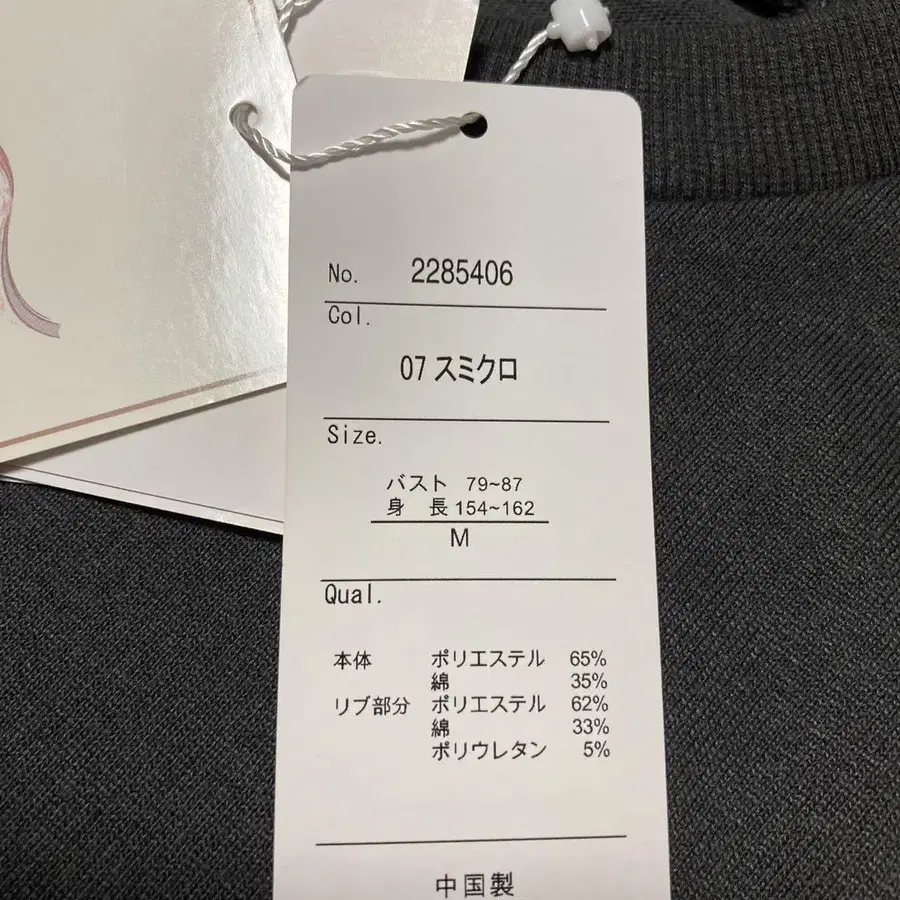 No. 2285406
Col.
07 スミクロ
Size.
バスト 79~87
身 長 154~162
M
Qual.
本体 ポリエステル 65%
綿 35%
リブ部分 ポリエステル 62%
綿 33%
ポリウレタン 5%
中国製